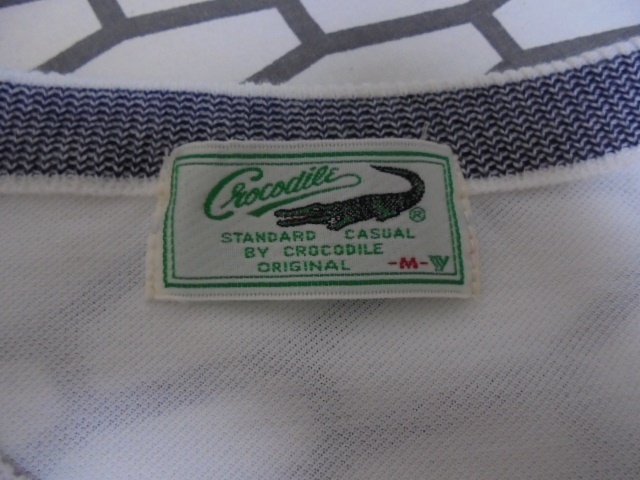 Crocodile ®
STANDARD CASUAL
BY CROCODILE
ORIGINAL -M-